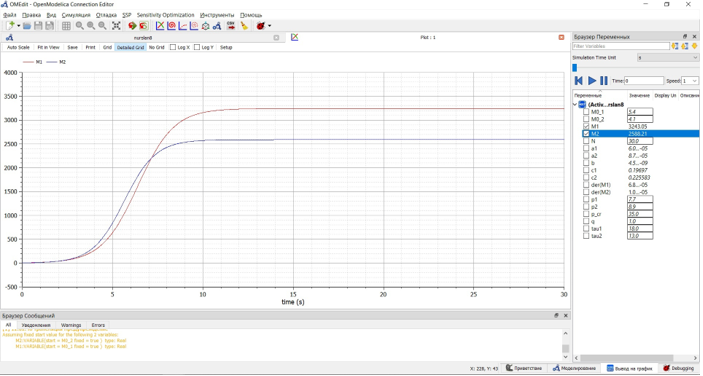 OMEdit - OpenModelica Connection Editor
Файл Правка Вид Симуляция Отладка SSP Sensitivity Optimization Инструменты Помощь
nurslan8
Plot : 1
Auto Scale Fit in View Save Print Grid Detailed Grid No Grid Log X Log Y Setup
M1 M2
4000
3500
3000
2500
2000
1500
1000
500
0
-500
0 5 10 15 20 25 30
time (s)
Браузер Переменных
Filter Variables
Simulation Time Unit s
Time: 0 Speed: 1
Переменные Значение Display Un Описани
(Activ...rslan8
M0_1 5.4
M0_2 4.1
M1 3243.05
M2 2588.21
N 30.0
a1 6.0...-05
a2 8.7...-05
b 4.5...-09
c1 0.19697
c2 0.225583
der(M1) 6.8...-05
der(M2) 1.0...-05
p1 7.7
p2 8.9
p_cr 35.0
q 1.0
tau1 18.0
tau2 13.0
Браузер Сообщений
All Уведомления Warnings Errors
Assuming fixed start value for the following 2 variables:
M2:VARIABLE(start = M0_2 fixed = true ) type: Real
M1:VARIABLE(start = M0_1 fixed = true ) type: Real
X: 228, Y: 43 Приветствие Моделирование Вывод на график Debugging